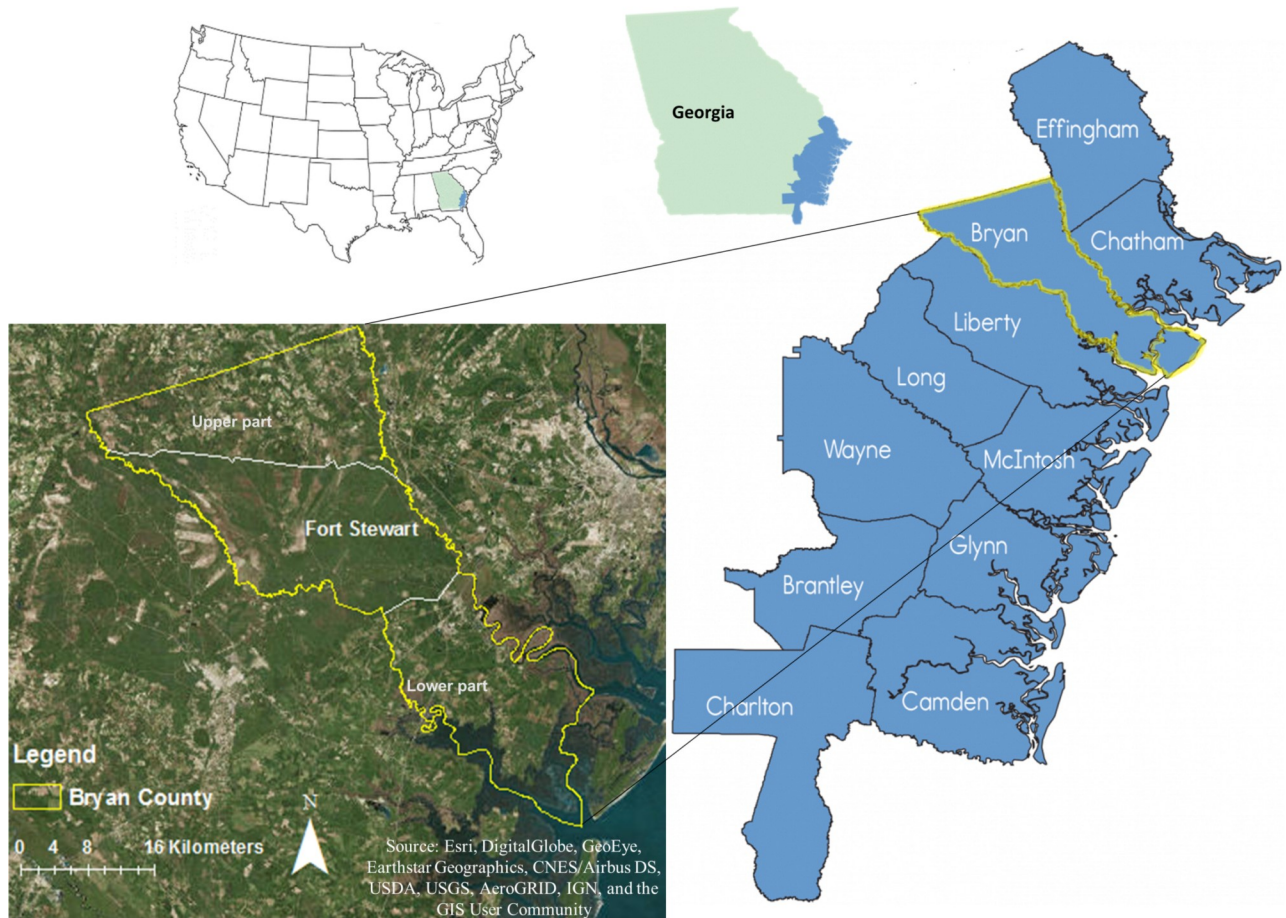 Georgia
Effingham
Bryan
Chatham
Liberty
Long
Wayne
McIntosh
Glynn
Brantley
Charlton
Camden
Upper part
Fort Stewart
Lower part
Legend
Bryan County
N
0 4 8 16 Kilometers
Source: Esri, DigitalGlobe, GeoEye,
Earthstar Geographics, CNES/Airbus DS,
USDA, USGS, AeroGRID, IGN, and the
GIS User Community